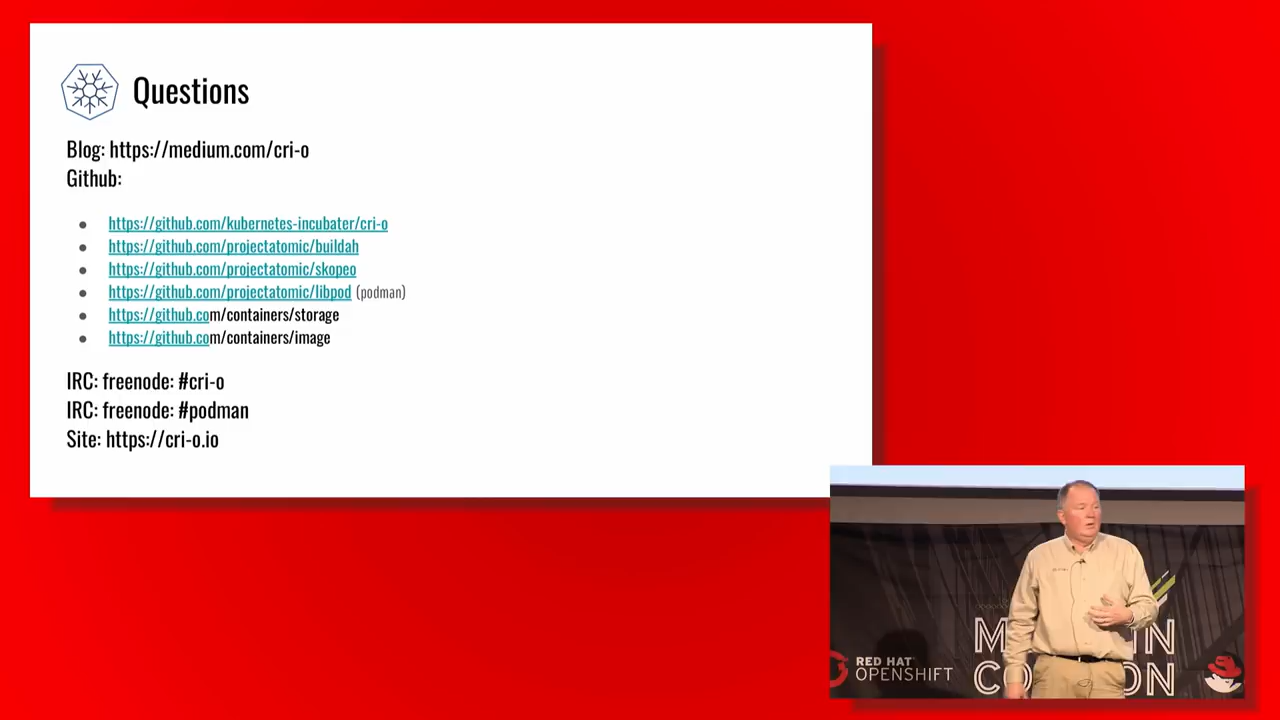 Questions
Blog: https://medium.com/cri-o
Github:
● https://github.com/kubernetes-incubater/cri-o
● https://github.com/projectatomic/buildah
● https://github.com/projectatomic/skopeo
● https://github.com/projectatomic/libpod (podman)
● https://github.com/containers/storage
● https://github.com/containers/image
IRC: freenode: #cri-o
IRC: freenode: #podman
Site: https://cri-o.io
RED HAT
OPENSHIFT